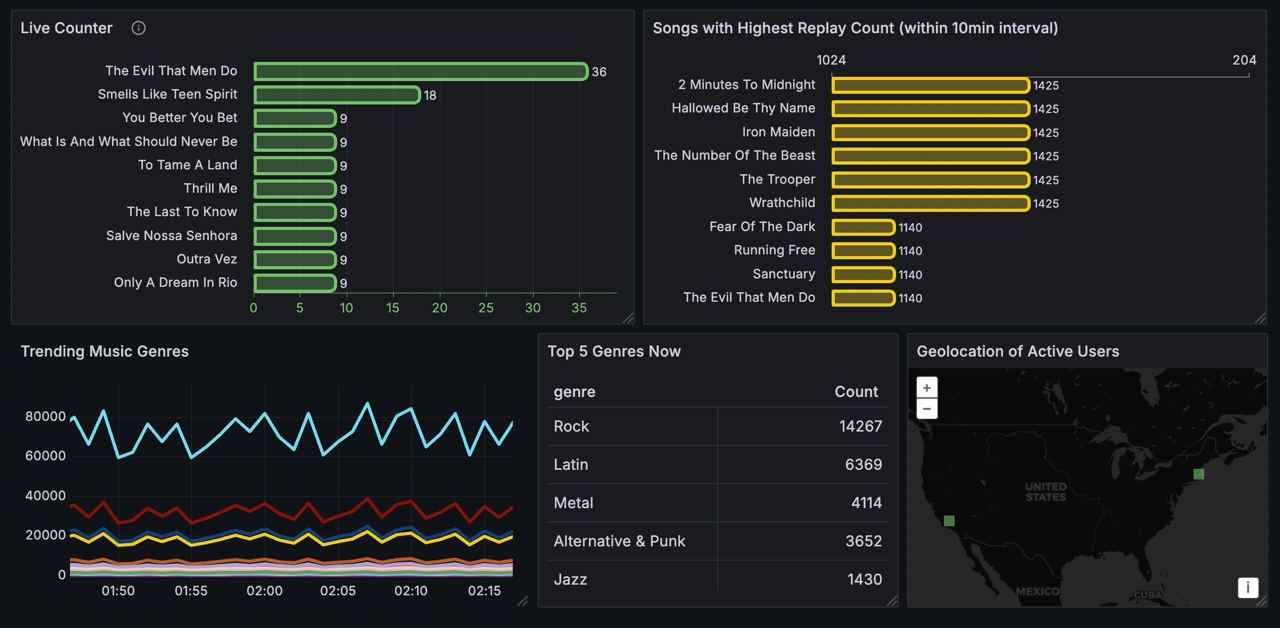 Live Counter
The Evil That Men Do 36
Smells Like Teen Spirit 18
You Better You Bet 9
What Is And What Should Never Be 9
To Tame A Land 9
Thrill Me 9
The Last To Know 9
Salve Nossa Senhora 9
Outra Vez 9
Only A Dream In Rio 9
0 5 10 15 20 25 30 35
Songs with Highest Replay Count (within 10min interval)
1024 204
2 Minutes To Midnight 1425
Hallowed Be Thy Name 1425
Iron Maiden 1425
The Number Of The Beast 1425
The Trooper 1425
Wrathchild 1425
Fear Of The Dark 1140
Running Free 1140
Sanctuary 1140
The Evil That Men Do 1140
Trending Music Genres
80000
60000
40000
20000
0
01:50 01:55 02:00 02:05 02:10 02:15
Top 5 Genres Now
genre Count
Rock 14267
Latin 6369
Metal 4114
Alternative & Punk 3652
Jazz 1430
Geolocation of Active Users
+
−
UNITED
STATES
MEXICO
CUBA
i